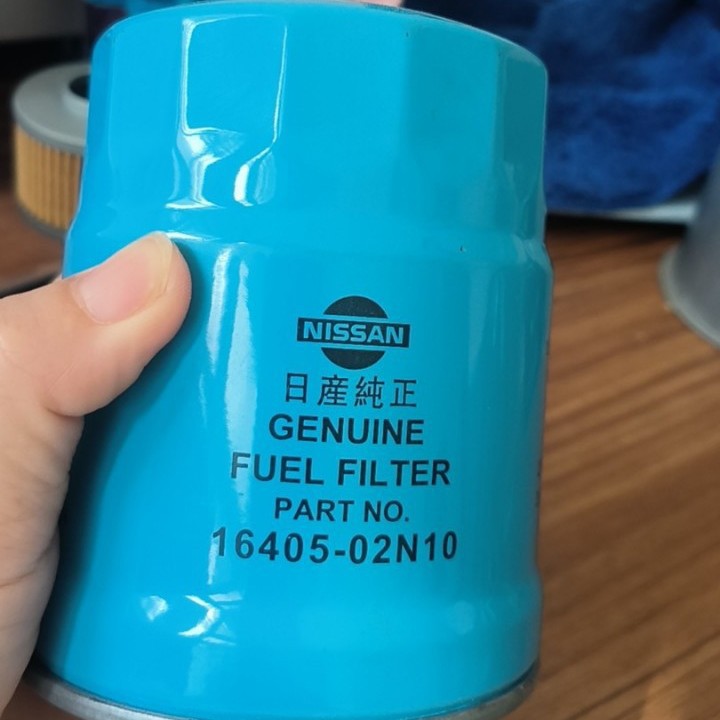 NISSAN
日産純正
GENUINE
FUEL FILTER
PART NO.
16405-02N10